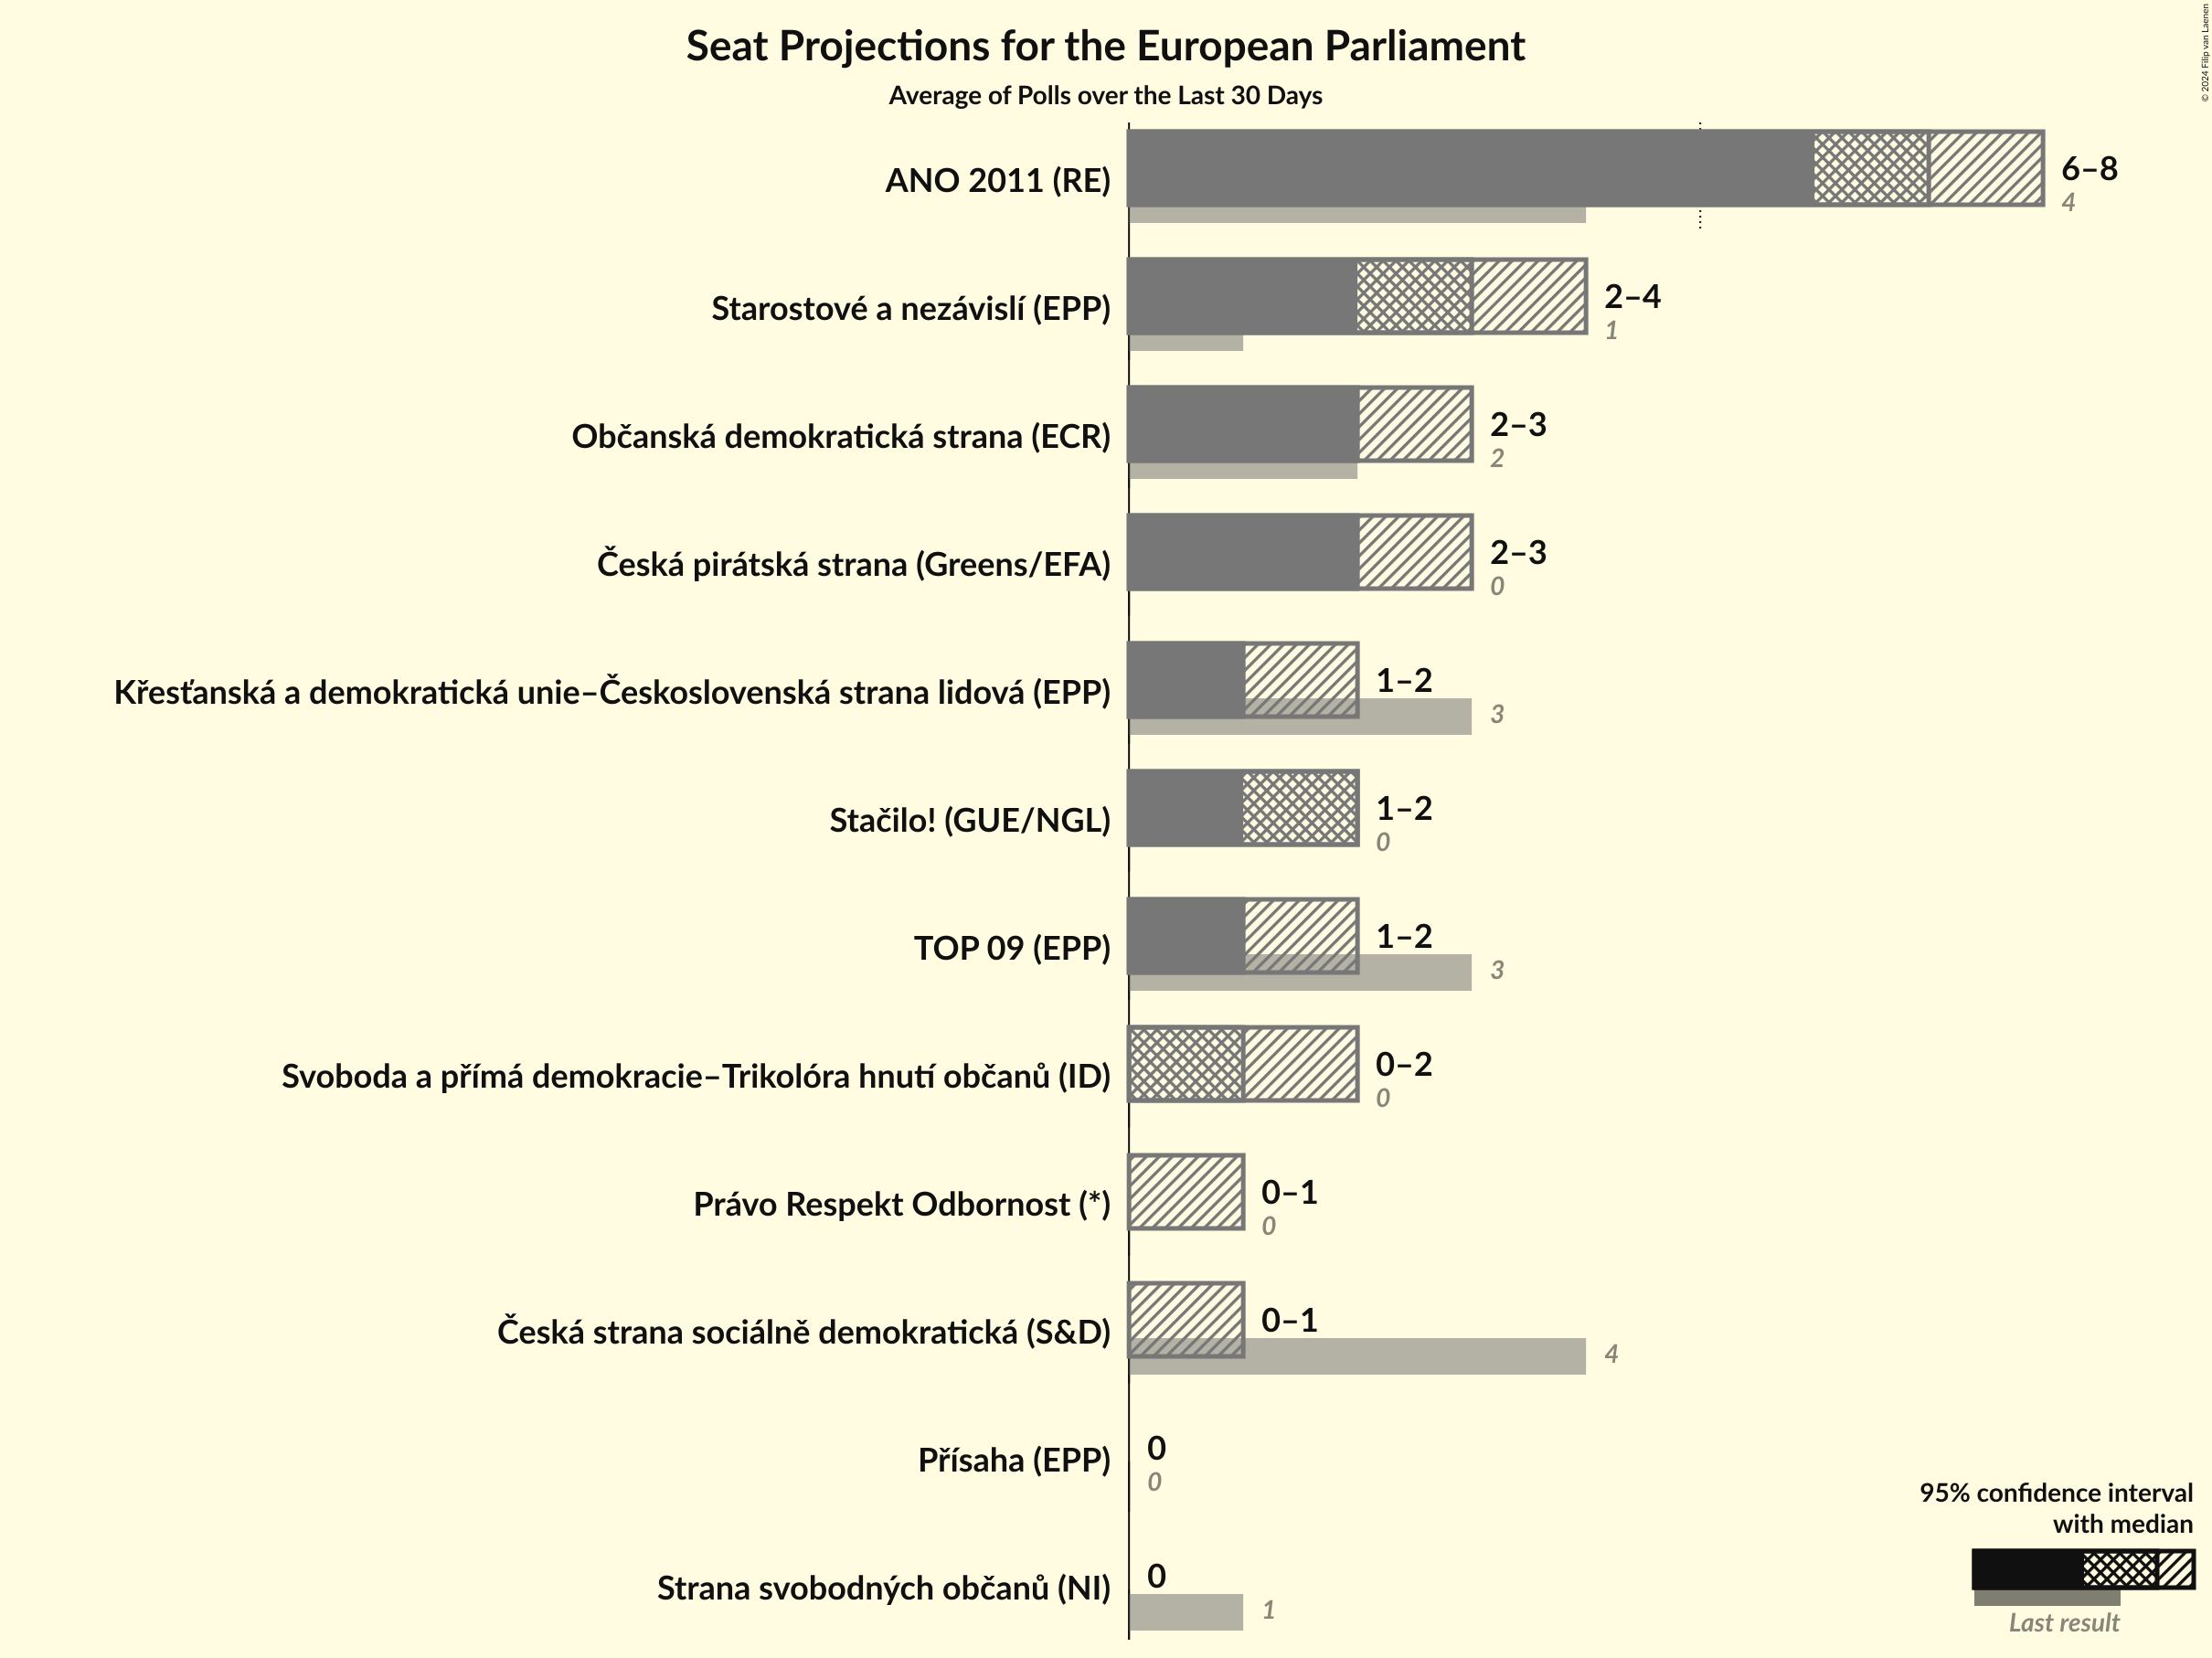 Seat Projections for the European Parliament
Average of Polls over the Last 30 Days
© 2024 Filip van Laenen
ANO 2011 (RE)
6–8
4
Starostové a nezávislí (EPP)
2–4
1
Občanská demokratická strana (ECR)
2–3
2
Česká pirátská strana (Greens/EFA)
2–3
0
Křesťanská a demokratická unie–Československá strana lidová (EPP)
1–2
3
Stačilo! (GUE/NGL)
1–2
0
TOP 09 (EPP)
1–2
3
Svoboda a přímá demokracie–Trikolóra hnutí občanů (ID)
0–2
0
Právo Respekt Odbornost (*)
0–1
0
Česká strana sociálně demokratická (S&D)
0–1
4
Přísaha (EPP)
0
0
Strana svobodných občanů (NI)
0
1
95% confidence interval
with median
Last result